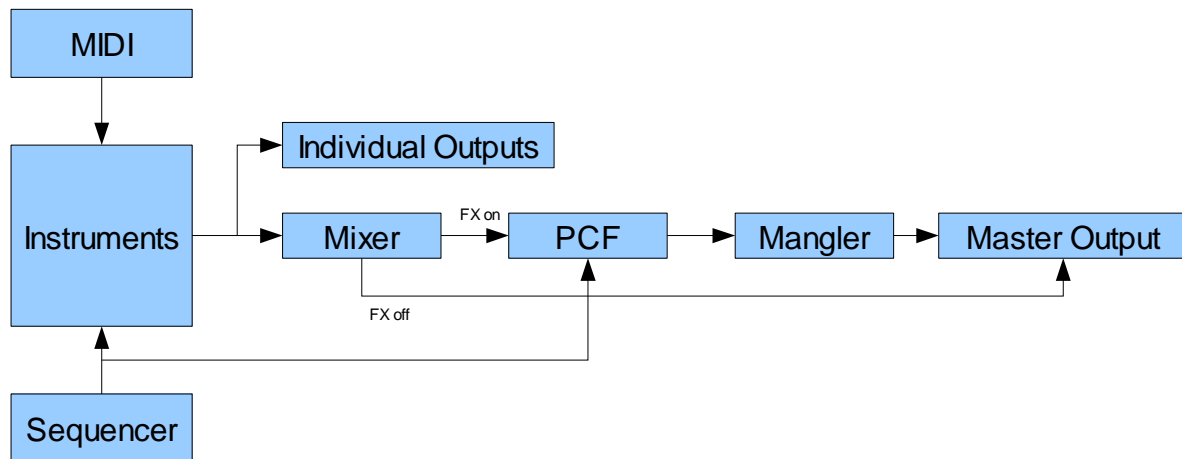 MIDI
Individual Outputs
Instruments
Mixer
FX on
PCF
Mangler
Master Output
FX off
Sequencer